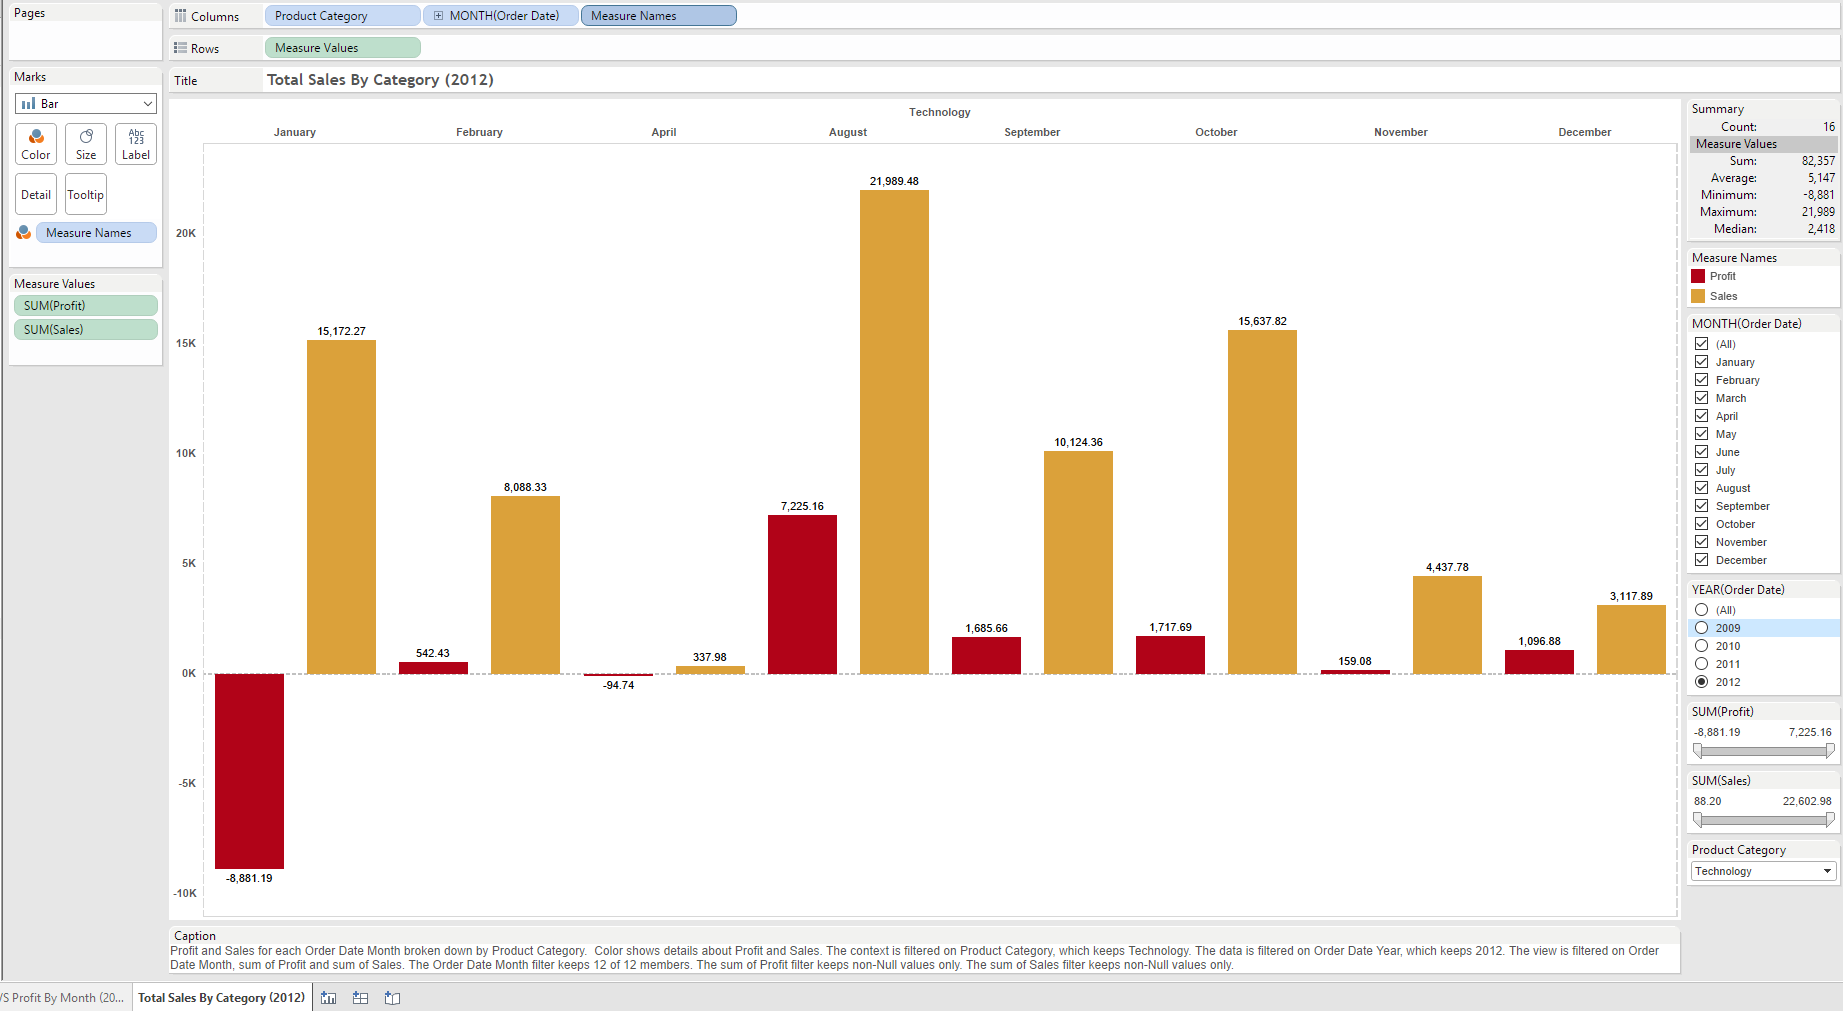 Pages
Columns
Product Category
MONTH(Order Date)
Measure Names
Rows
Measure Values
Marks
Bar
Color
Size
Abc
123
Label
Detail
Tooltip
Measure Names
Measure Values
SUM(Profit)
SUM(Sales)
Title
Total Sales By Category (2012)
Technology
January
February
April
August
September
October
November
December
20K
15K
10K
5K
0K
-5K
-10K
-8,881.19
15,172.27
542.43
8,088.33
-94.74
337.98
7,225.16
21,989.48
1,685.66
10,124.36
1,717.69
15,637.82
159.08
4,437.78
1,096.88
3,117.89
Summary
Count: 16
Measure Values
Sum: 82,357
Average: 5,147
Minimum: -8,881
Maximum: 21,989
Median: 2,418
Measure Names
Profit
Sales
MONTH(Order Date)
(All)
January
February
March
April
May
June
July
August
September
October
November
December
YEAR(Order Date)
(All)
2009
2010
2011
2012
SUM(Profit)
-8,881.19 7,225.16
SUM(Sales)
88.20 22,602.98
Product Category
Technology
Caption
Profit and Sales for each Order Date Month broken down by Product Category.  Color shows details about Profit and Sales. The context is filtered on Product Category, which keeps Technology. The data is filtered on Order Date Year, which keeps 2012. The view is filtered on Order
Date Month, sum of Profit and sum of Sales. The Order Date Month filter keeps 12 of 12 members. The sum of Profit filter keeps non-Null values only. The sum of Sales filter keeps non-Null values only.
/S Profit By Month (20...
Total Sales By Category (2012)